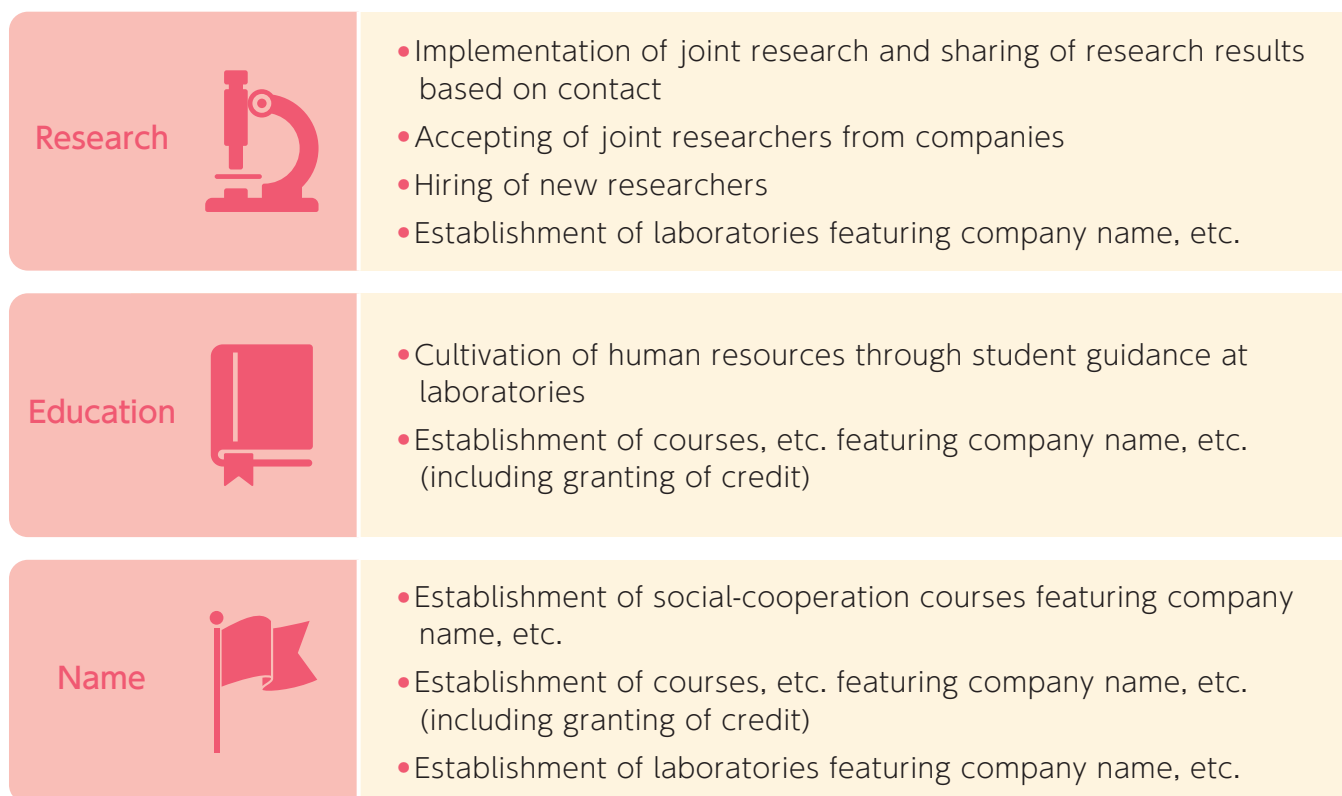 Research
•Implementation of joint research and sharing of research results
based on contact
•Accepting of joint researchers from companies
•Hiring of new researchers
•Establishment of laboratories featuring company name, etc.
Education
•Cultivation of human resources through student guidance at
laboratories
•Establishment of courses, etc. featuring company name, etc.
(including granting of credit)
Name
•Establishment of social-cooperation courses featuring company
name, etc.
•Establishment of courses, etc. featuring company name, etc.
(including granting of credit)
•Establishment of laboratories featuring company name, etc.